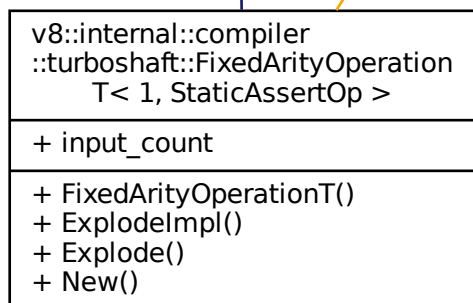 v8::internal::compiler
::turboshaft::FixedArityOperation
T< 1, StaticAssertOp >
+ input_count
+ FixedArityOperationT()
+ ExplodeImpl()
+ Explode()
+ New()